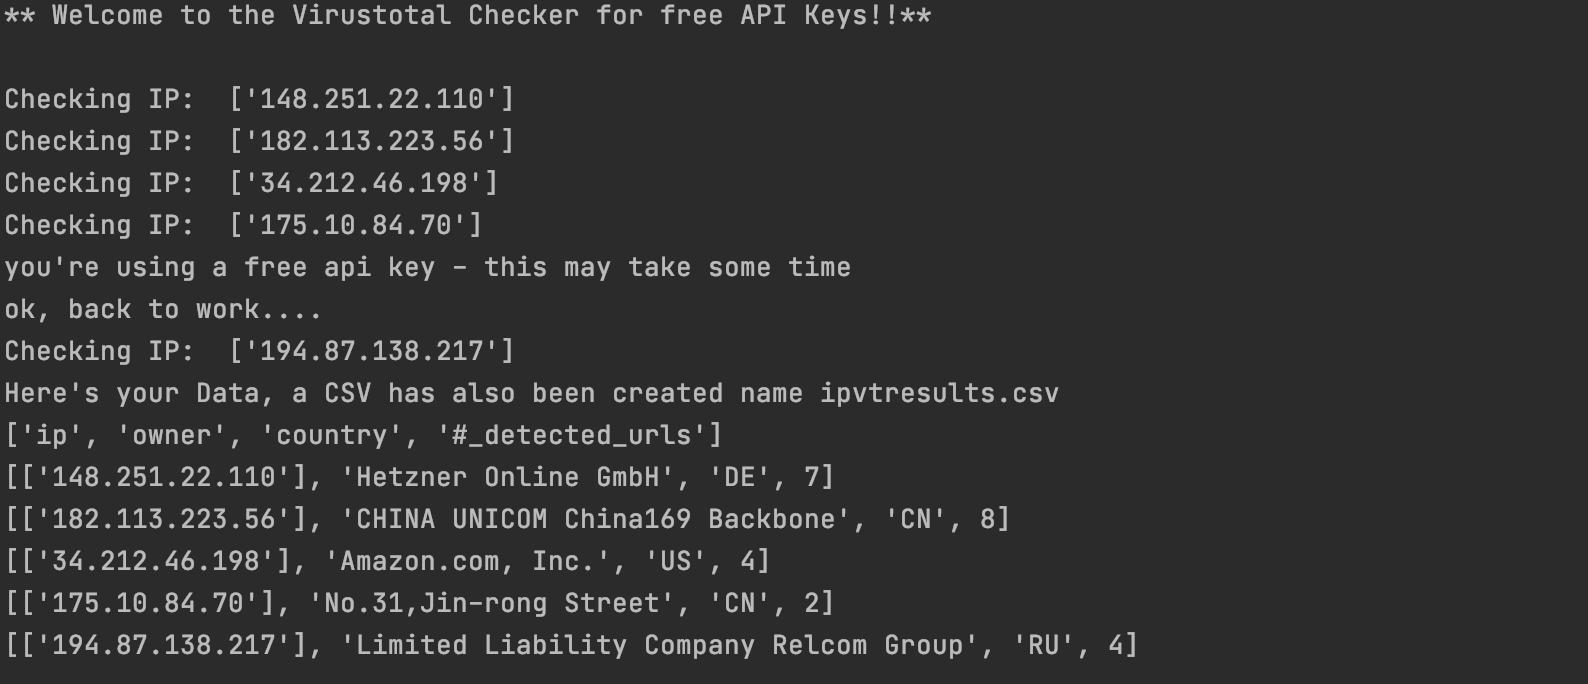 ** Welcome to the Virustotal Checker for free API Keys!!**
Checking IP:  ['148.251.22.110']
Checking IP:  ['182.113.223.56']
Checking IP:  ['34.212.46.198']
Checking IP:  ['175.10.84.70']
you're using a free api key - this may take some time
ok, back to work....
Checking IP:  ['194.87.138.217']
Here's your Data, a CSV has also been created name ipvtresults.csv
['ip', 'owner', 'country', '#_detected_urls']
[['148.251.22.110'], 'Hetzner Online GmbH', 'DE', 7]
[['182.113.223.56'], 'CHINA UNICOM China169 Backbone', 'CN', 8]
[['34.212.46.198'], 'Amazon.com, Inc.', 'US', 4]
[['175.10.84.70'], 'No.31,Jin-rong Street', 'CN', 2]
[['194.87.138.217'], 'Limited Liability Company Relcom Group', 'RU', 4]